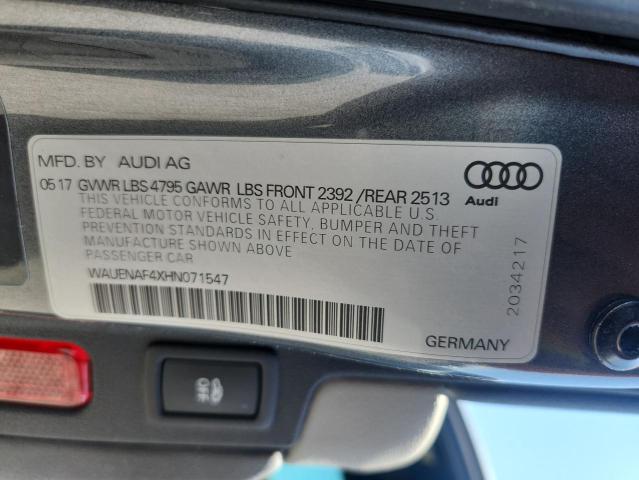 MFD. BY AUDI AG
05 17 GVWR LBS 4795 GAWR LBS FRONT 2392 / REAR 2513
THIS VEHICLE CONFORMS TO ALL APPLICABLE U.S.
FEDERAL MOTOR VEHICLE SAFETY, BUMPER AND THEFT
PREVENTION STANDARDS IN EFFECT ON THE DATE OF
MANUFACTURE SHOWN ABOVE
PASSENGER CAR
WAUENAF4XHN071547
Audi
2034217
GERMANY
OFF